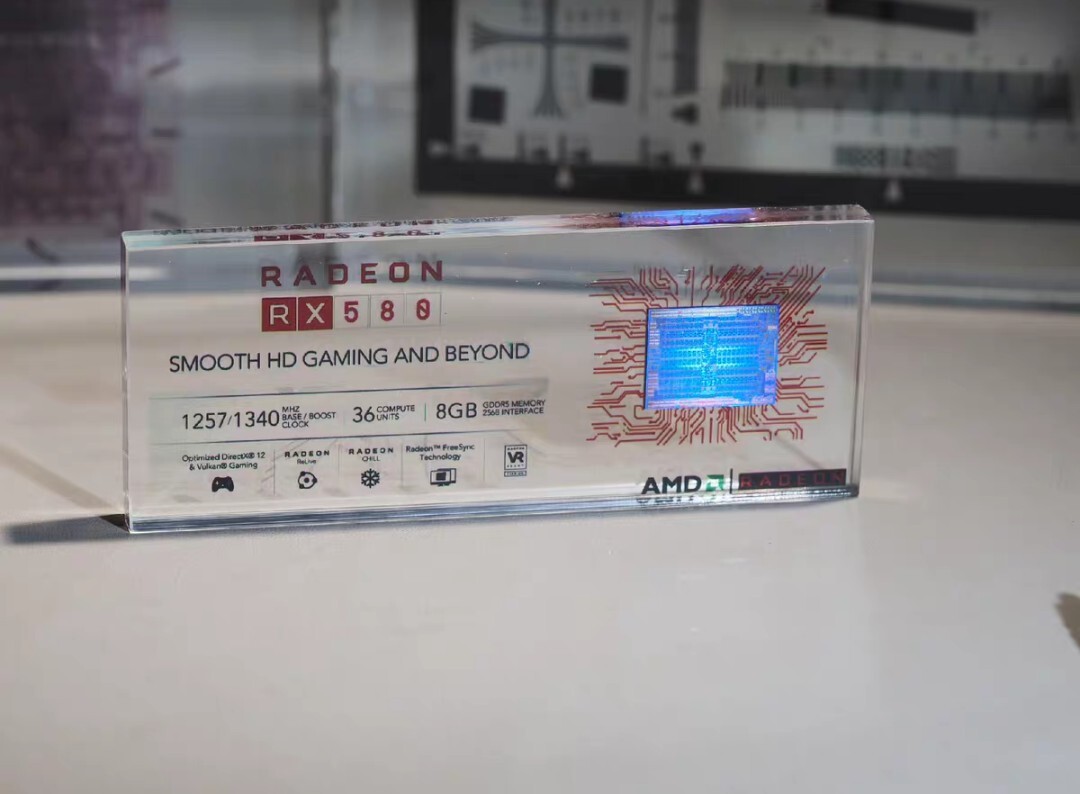 RADEON
RX 580
SMOOTH HD GAMING AND BEYOND
1257/1340 MHZ BASE/BOOST CLOCK
36 COMPUTE UNITS
8GB GDDR5 MEMORY 256B INTERFACE
Optimized DirectX® 12 & Vulkan® Gaming
RADEON ReLive
RADEON CHILL
Radeon™ FreeSync Technology
VR
AMD RADEON